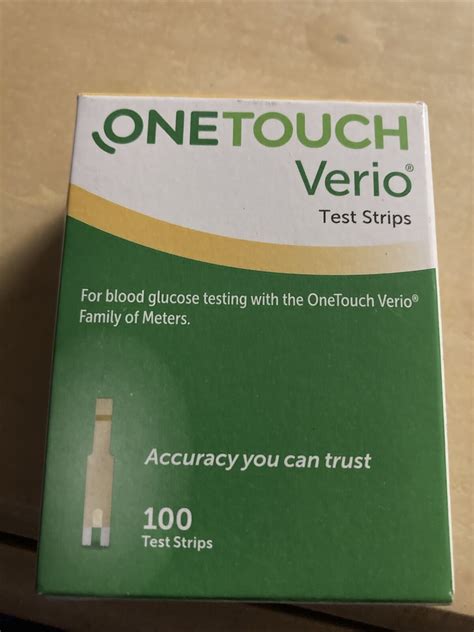 ONETOUCH
Verio®
Test Strips
For blood glucose testing with the OneTouch Verio®
Family of Meters.
Accuracy you can trust
100
Test Strips